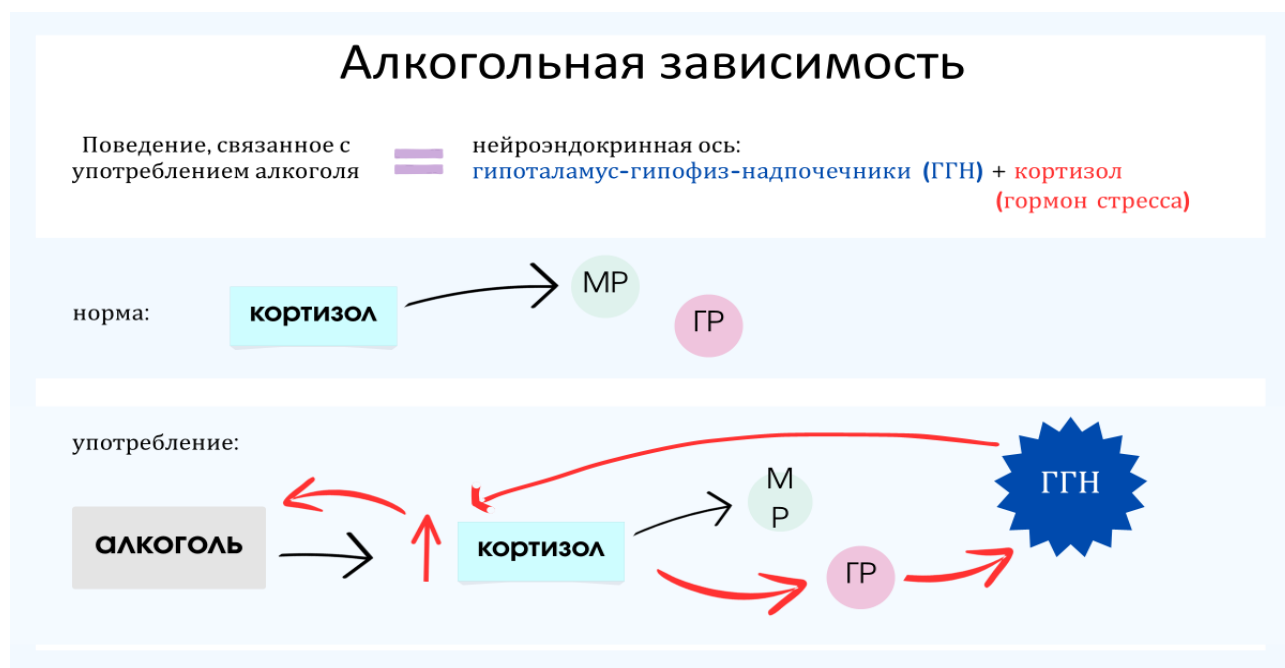 Алкогольная зависимость
Поведение, связанное с
употреблением алкоголя
=
нейроэндокринная ось:
гипоталамус-гипофиз-надпочечники (ГГН) + кортизол
(гормон стресса)
норма:
кортизол
МР
ГР
употребление:
алкоголь
кортизол
М
Р
ГР
ГГН